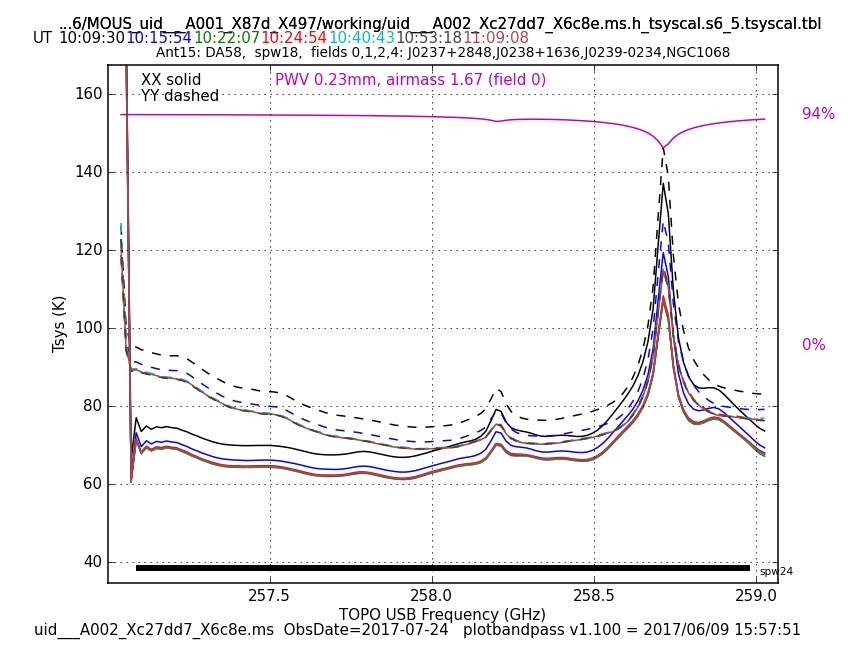 ...6/MOUS_uid___A001_X87d_X497/working/uid___A002_Xc27dd7_X6c8e.ms.h_tsyscal.s6_5.tsyscal.tbl
UT 10:09:30 10:15:54 10:22:07 10:24:54 10:40:43 10:53:18 11:09:08
Ant15: DA58, spw18, fields 0,1,2,4: J0237+2848,J0238+1636,J0239-0234,NGC1068
XX solid
YY dashed
PWV 0.23mm, airmass 1.67 (field 0)
94%
0%
160
140
120
100
80
60
40
Tsys (K)
spw24
257.5 258.0 258.5 259.0
TOPO USB Frequency (GHz)
uid___A002_Xc27dd7_X6c8e.ms ObsDate=2017-07-24 plotbandpass v1.100 = 2017/06/09 15:57:51